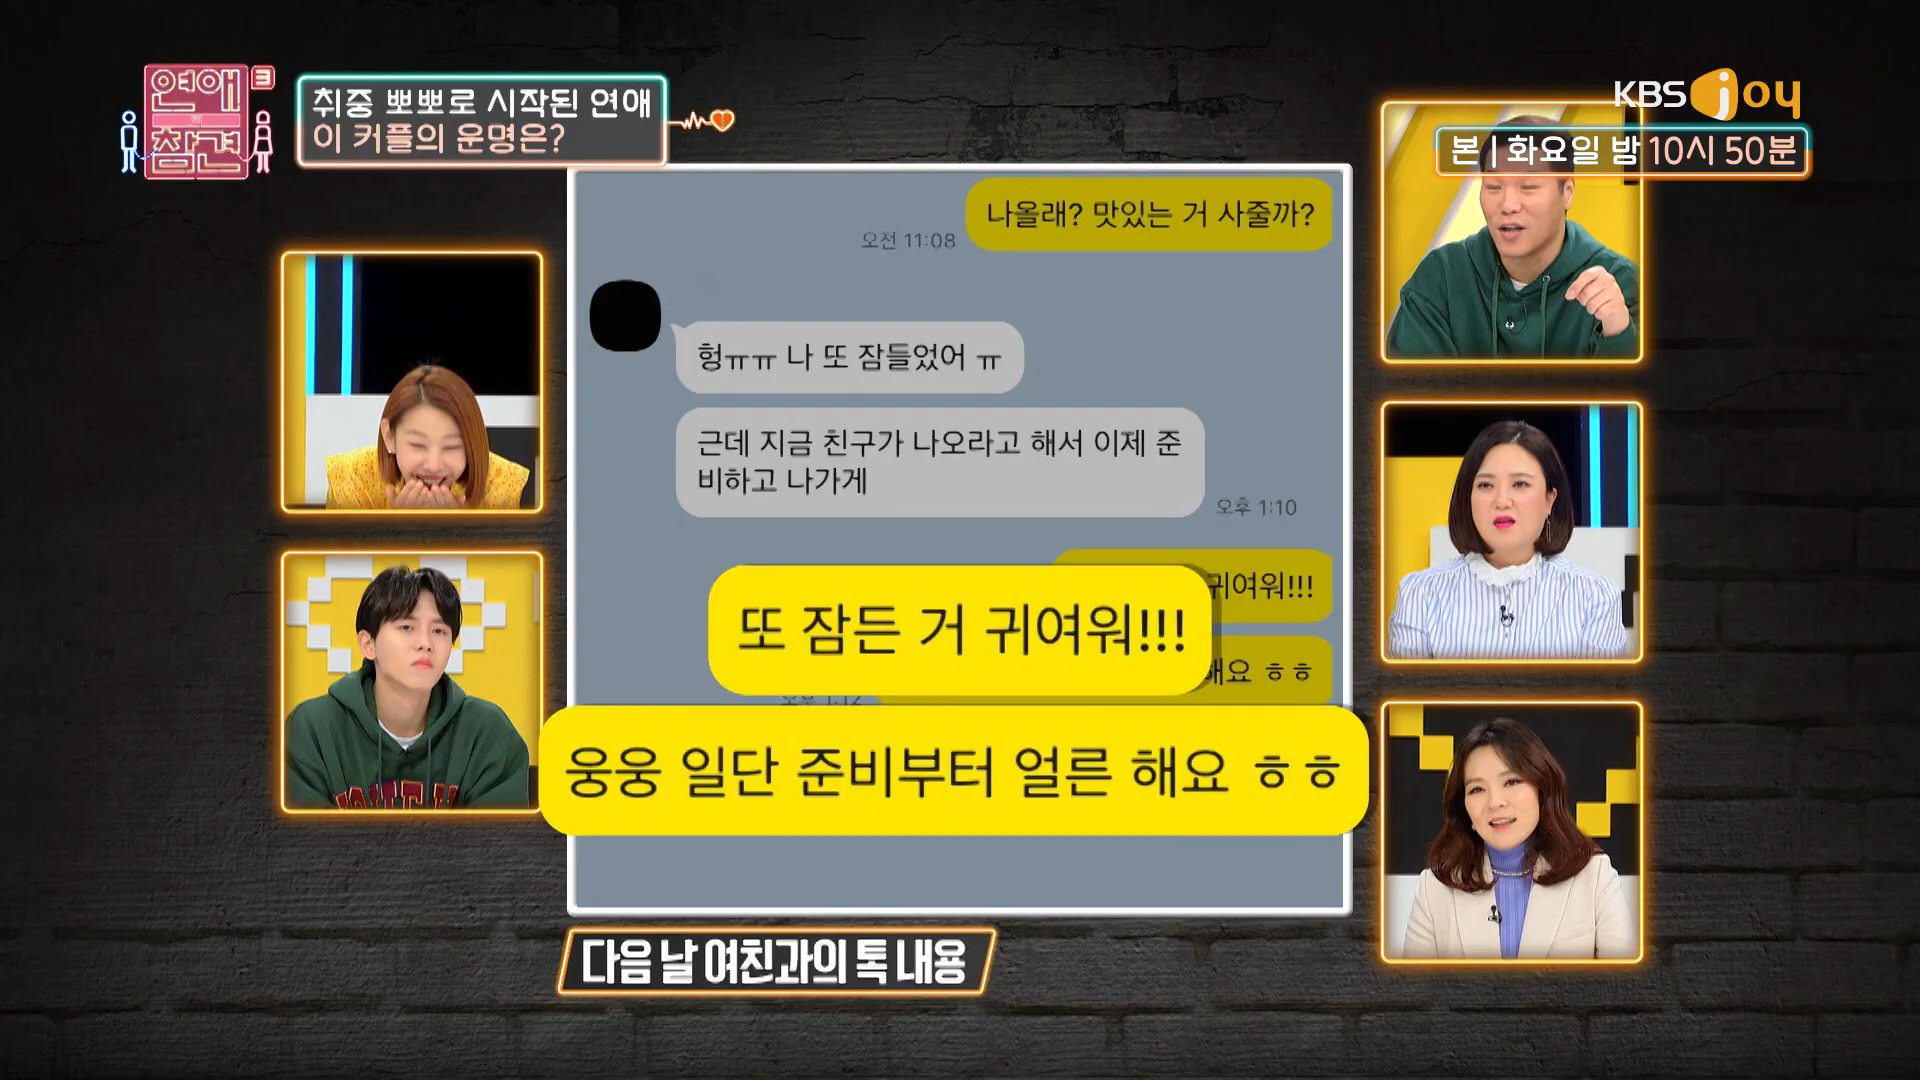 연애의
참견 3
취중 뽀뽀로 시작된 연애
이 커플의 운명은?
KBS joy
본 | 화요일 밤 10시 50분
나올래? 맛있는 거 사줄까?
오전 11:08
헝ㅠㅠ 나 또 잠들었어 ㅠ
근데 지금 친구가 나오라고 해서 이제 준
비하고 나가게
오후 1:10
귀여워!!!
또 잠든 거 귀여워!!!
해요 ㅎㅎ
웅웅 일단 준비부터 얼른 해요 ㅎㅎ
다음 날 여친과의 톡 내용